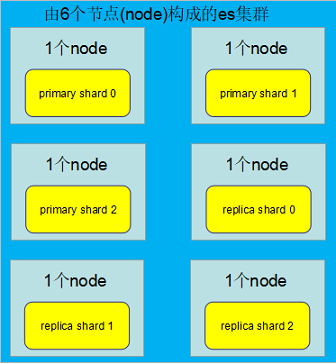 由6个节点(node)构成的es集群
1个node
1个node
primary shard 0
primary shard 1
1个node
1个node
primary shard 2
replica shard 0
1个node
1个node
replica shard 1
replica shard 2